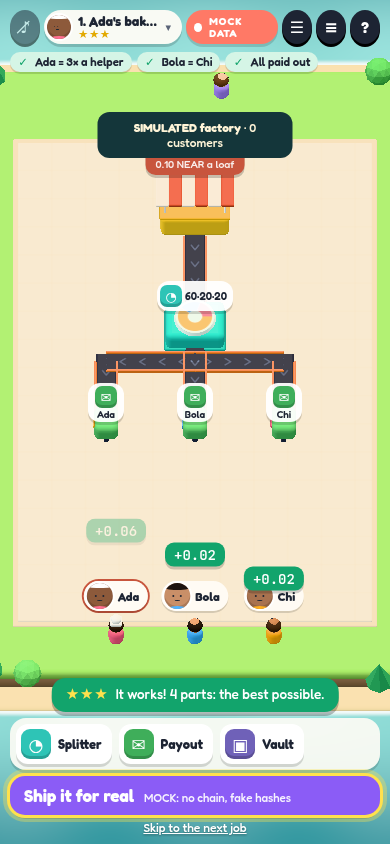 1. Ada's bak...
★★★
▼
MOCK DATA
?
✓ Ada = 3× a helper
✓ Bola = Chi
✓ All paid out
SIMULATED factory · 0
customers
0.10 NEAR a loaf
60·20·20
Ada
Bola
Chi
+0.06
+0.02
+0.02
Ada
Bola
Chi
★★★ It works! 4 parts: the best possible.
Splitter
Payout
Vault
Ship it for real MOCK: no chain, fake hashes
Skip to the next job